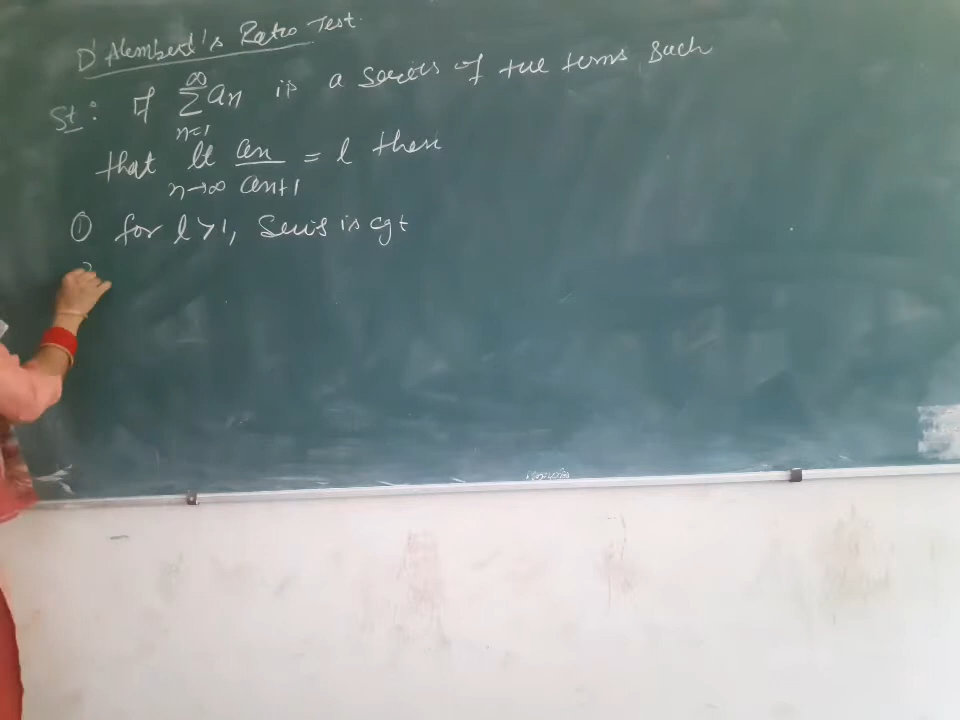 D'Alembert's Ratio Test.
St: If ∞ Σ n=1 an is a series of +ve terms such
that lt n→∞ an / an+1 = l then
① for l > 1, Series is cgt